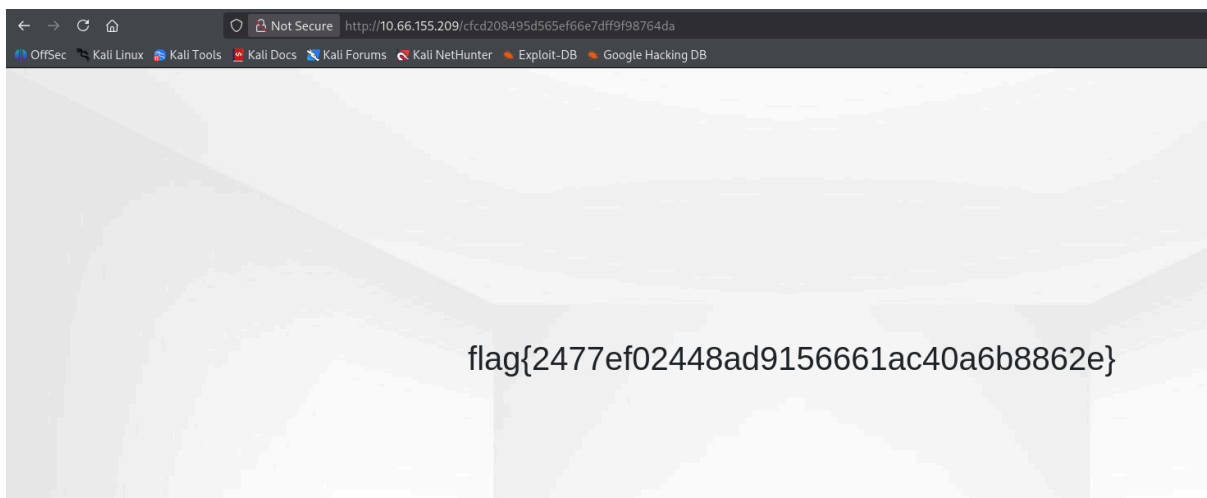 Not Secure http://10.66.155.209/cfcd208495d565ef66e7dff9f98764da
OffSec Kali Linux Kali Tools Kali Docs Kali Forums Kali NetHunter Exploit-DB Google Hacking DB
flag{2477ef02448ad9156661ac40a6b8862e}